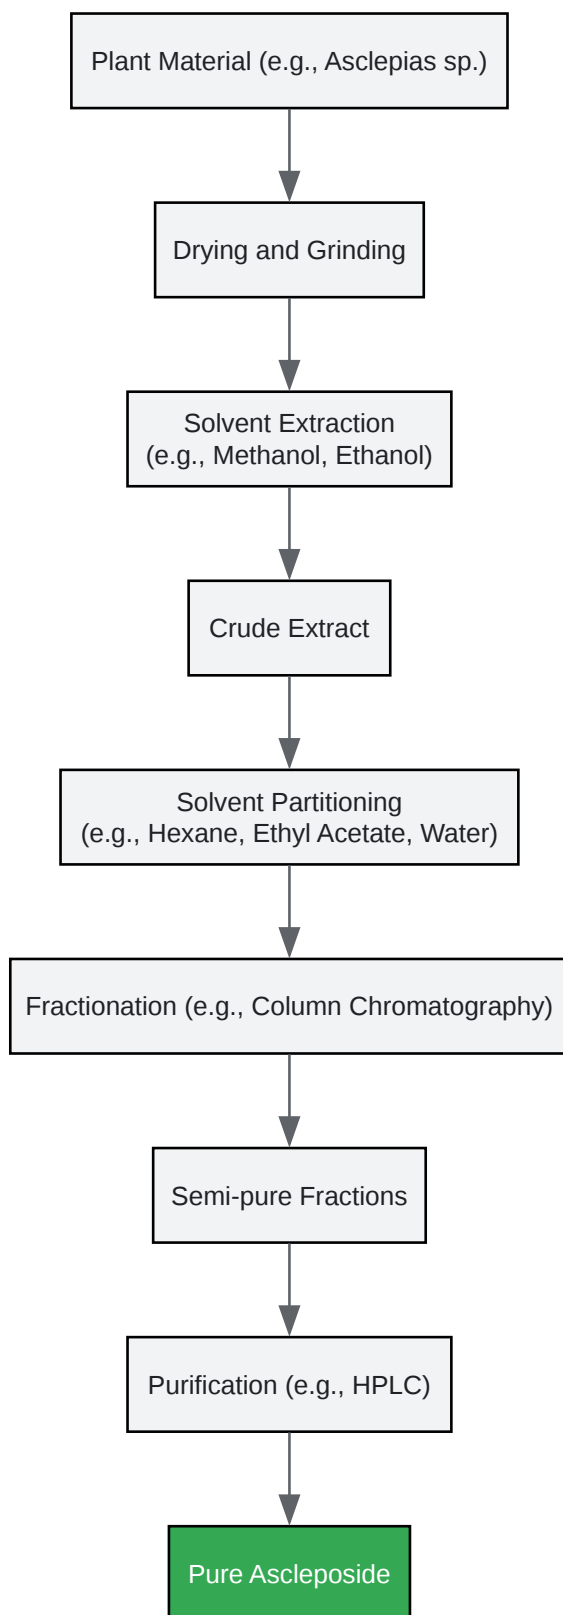 Plant Material (e.g., Asclepias sp.)
Drying and Grinding
Solvent Extraction
(e.g., Methanol, Ethanol)
Crude Extract
Solvent Partitioning
(e.g., Hexane, Ethyl Acetate, Water)
Fractionation (e.g., Column Chromatography)
Semi-pure Fractions
Purification (e.g., HPLC)
Pure Ascleposide